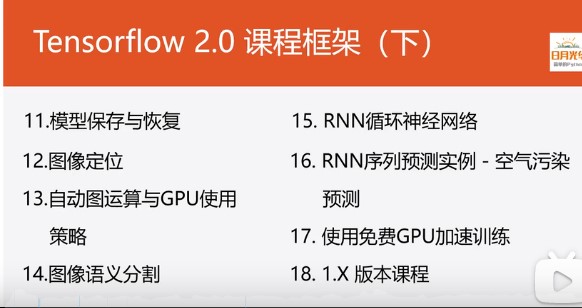 Tensorflow 2.0 课程框架（下）
11.模型保存与恢复
12.图像定位
13.自动图运算与GPU使用
策略
14.图像语义分割
15. RNN循环神经网络
16. RNN序列预测实例 - 空气污染
预测
17. 使用免费GPU加速训练
18. 1.X 版本课程